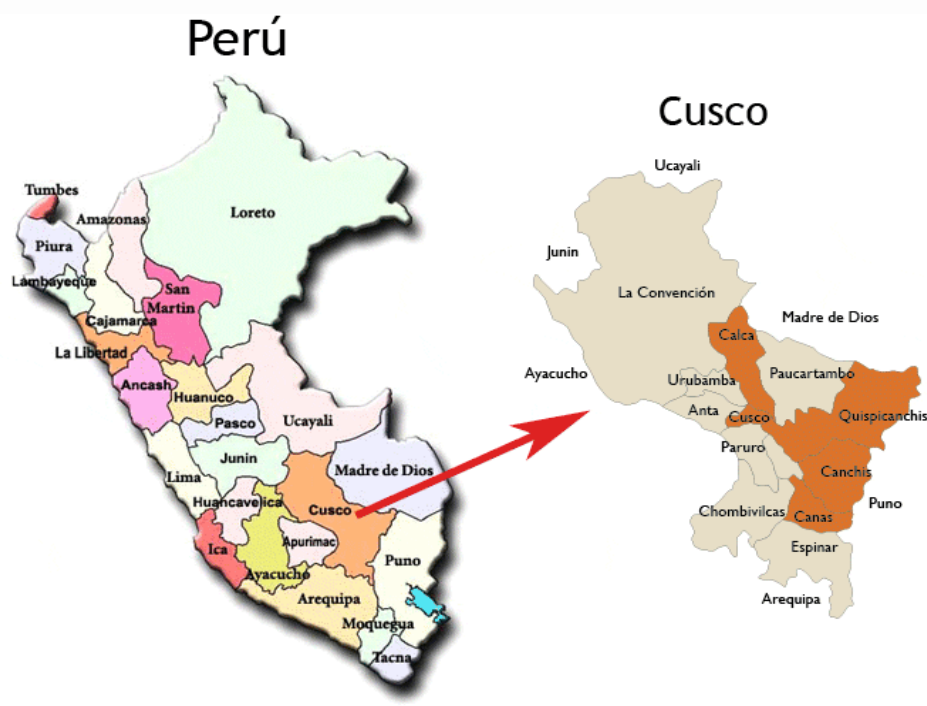 Perú
Tumbes
Amazonas
Loreto
Piura
Lambayeque
San
Martin
Cajamarca
La Libertad
Ancash
Huanuco
Ucayali
Pasco
Junin
Lima
Madre de Dios
Huancavelica
Cusco
Ica
Apurimac
Ayacucho
Puno
Arequipa
Moquegua
Tacna
Cusco
Ucayali
Junin
La Convención
Madre de Dios
Calca
Ayacucho
Urubamba
Paucartambo
Anta
Cusco
Quispicanchis
Paruro
Canchis
Chombivilcas
Canas
Puno
Espinar
Arequipa